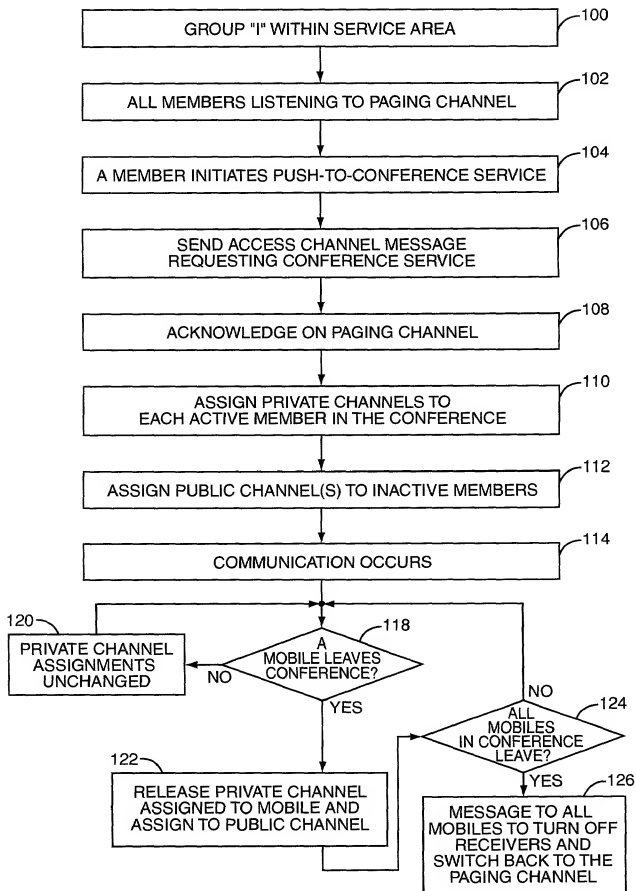 100
GROUP "I" WITHIN SERVICE AREA
102
ALL MEMBERS LISTENING TO PAGING CHANNEL
104
A MEMBER INITIATES PUSH-TO-CONFERENCE SERVICE
106
SEND ACCESS CHANNEL MESSAGE
REQUESTING CONFERENCE SERVICE
108
ACKNOWLEDGE ON PAGING CHANNEL
110
ASSIGN PRIVATE CHANNELS TO
EACH ACTIVE MEMBER IN THE CONFERENCE
112
ASSIGN PUBLIC CHANNEL(S) TO INACTIVE MEMBERS
114
COMMUNICATION OCCURS
120
PRIVATE CHANNEL
ASSIGNMENTS
UNCHANGED
118
A
MOBILE LEAVES
CONFERENCE?
NO
YES
122
RELEASE PRIVATE CHANNEL
ASSIGNED TO MOBILE AND
ASSIGN TO PUBLIC CHANNEL
NO
124
ALL
MOBILES
IN CONFERENCE
LEAVE?
YES
126
MESSAGE TO ALL
MOBILES TO TURN OFF
RECEIVERS AND
SWITCH BACK TO THE
PAGING CHANNEL